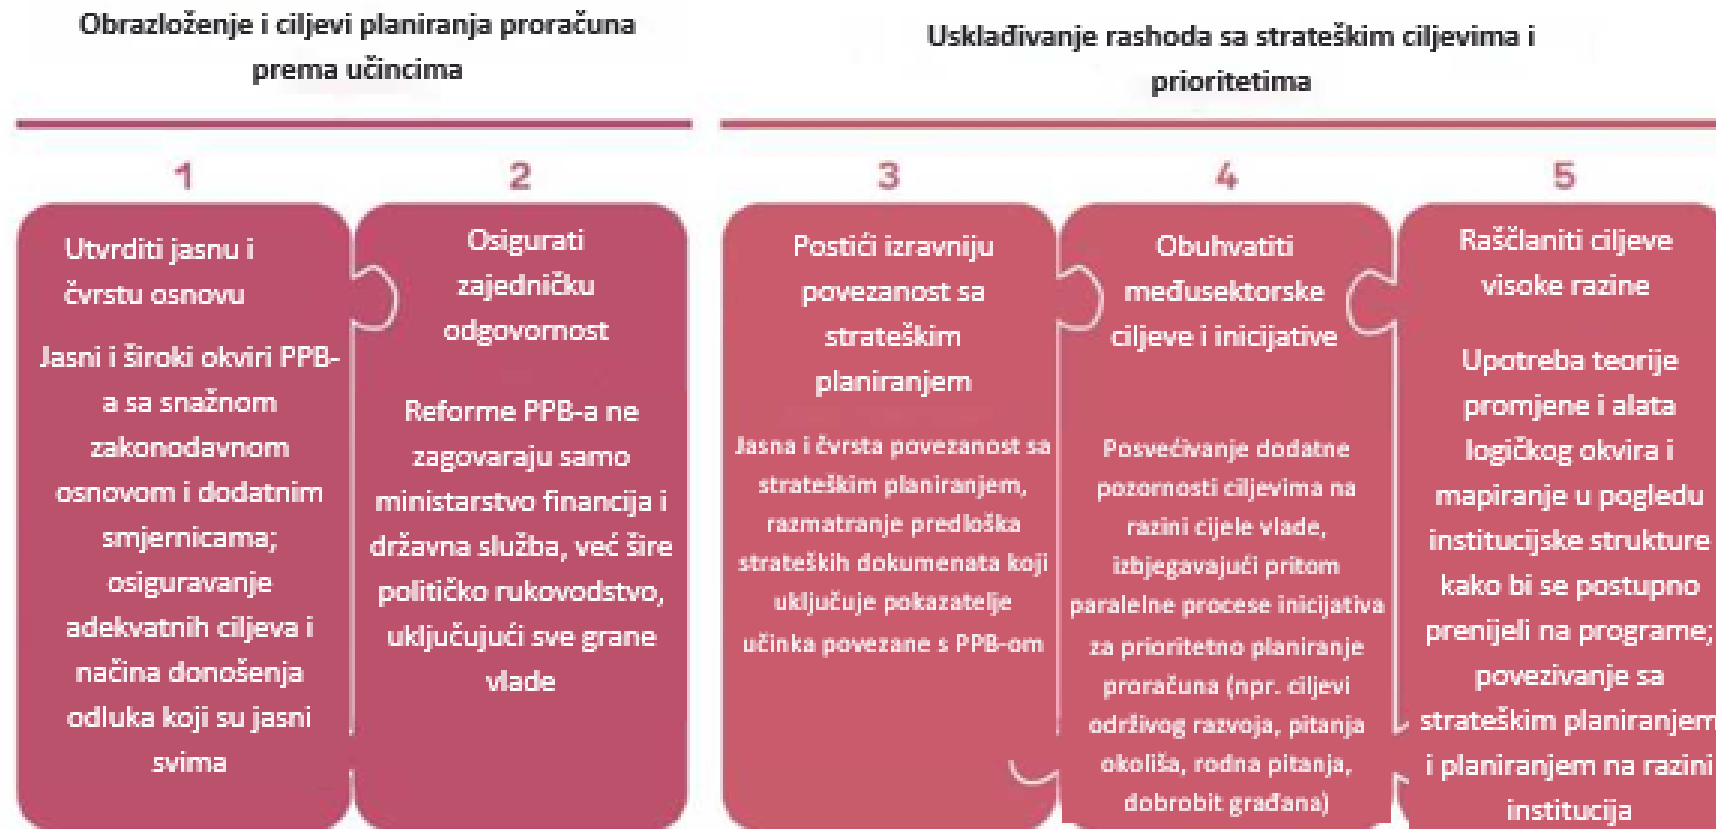 Obrazloženje i ciljevi planiranja proračuna
prema učincima
Usklađivanje rashoda sa strateškim ciljevima i
prioritetima
1
Utvrditi jasnu i
čvrstu osnovu
Jasni i široki okviri PPB-
a sa snažnom
zakonodavnom
osnovom i dodatnim
smjernicama;
osiguravanje
adekvatnih ciljeva i
načina donošenja
odluka koji su jasni
svima
2
Osigurati
zajedničku
odgovornost
Reforme PPB-a ne
zagovaraju samo
ministarstvo financija i
državna služba, već šire
političko rukovodstvo,
uključujući sve grane
vlade
3
Postići izravniju
povezanost sa
strateškim
planiranjem
Jasna i čvrsta povezanost sa
strateškim planiranjem,
razmatranje predloška
strateških dokumenata koji
uključuje pokazatelje
učinka povezane s PPB-om
4
Obuhvatiti
međusektorske
ciljeve i inicijative
Posvećivanje dodatne
pozornosti ciljevima na
razini cijele vlade,
izbjegavajući pritom
paralelne procese inicijativa
za prioritetno planiranje
proračuna (npr. ciljevi
održivog razvoja, pitanja
okoliša, rodna pitanja,
dobrobit građana)
5
Raščlaniti ciljeve
visoke razine
Upotreba teorije
promjene i alata
logičkog okvira i
mapiranje u pogledu
institucijske strukture
kako bi se postupno
prenijeli na programe;
povezivanje sa
strateškim planiranjem
i planiranjem na razini
institucija